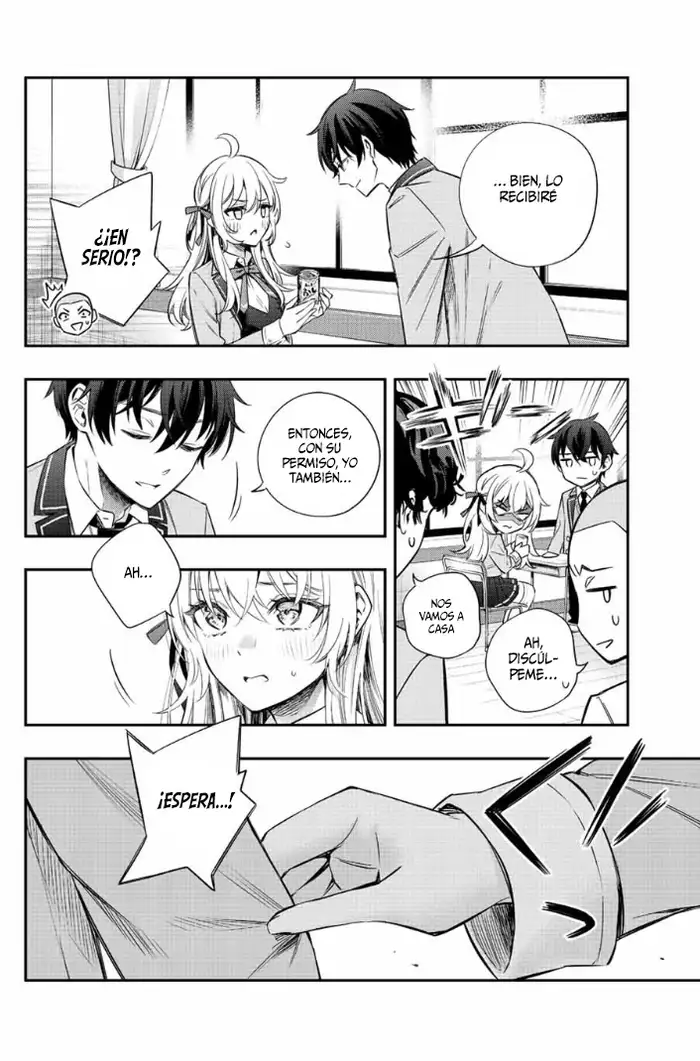 ... BIEN, LO
RECIBIRÉ
¿¡¡EN
SERIO!?
NOS
VAMOS A
CASA
AH,
DISCÚL-
PEME...
ENTONCES,
CON SU
PERMISO, YO
TAMBIÉN...
AH...
¡ESPERA...!